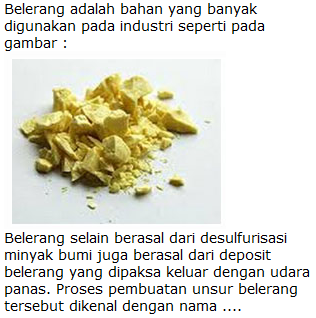 Belerang adalah bahan yang banyak
digunakan pada industri seperti pada
gambar :
Belerang selain berasal dari desulfurisasi
minyak bumi juga berasal dari deposit
belerang yang dipaksa keluar dengan udara
panas. Proses pembuatan unsur belerang
tersebut dikenal dengan nama ....